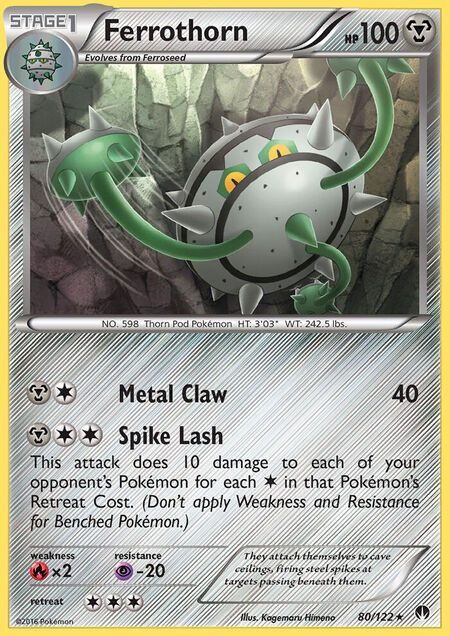 STAGE1
Ferrothorn
HP100
Evolves from Ferroseed
NO. 598 Thorn Pod Pokémon HT: 3'03" WT: 242.5 lbs.
Metal Claw 40
Spike Lash
This attack does 10 damage to each of your
opponent's Pokémon for each in that Pokémon's
Retreat Cost. (Don't apply Weakness and Resistance
for Benched Pokémon.)
weakness resistance
×2 -20
They attach themselves to cave
ceilings, firing steel spikes at
targets passing beneath them.
retreat
©2016 Pokémon
Illus. Kagemaru Himeno 80/122 ★